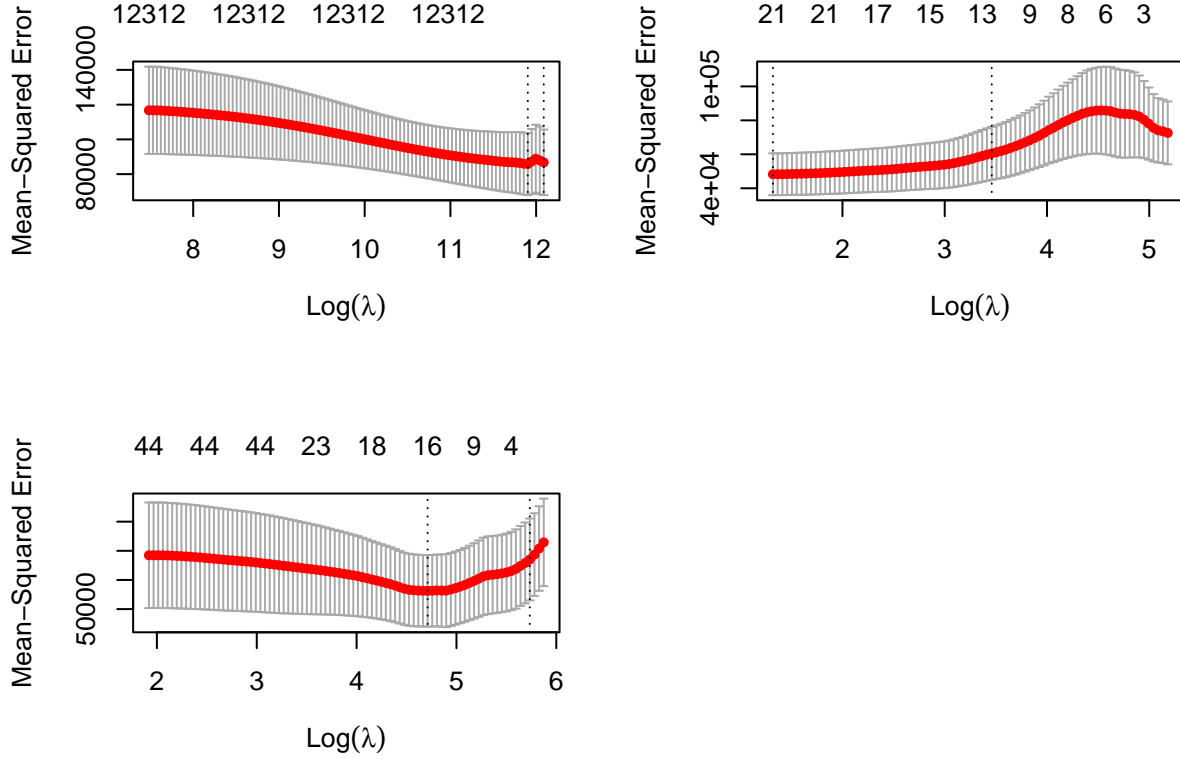 12312 12312 12312 12312
Mean−Squared Error
80000 140000
8 9 10 11 12
Log(λ)
21 21 17 15 13 9 8 6 3
Mean−Squared Error
4e+04 1e+05
2 3 4 5
Log(λ)
44 44 44 23 18 16 9 4
Mean−Squared Error
50000
2 3 4 5 6
Log(λ)